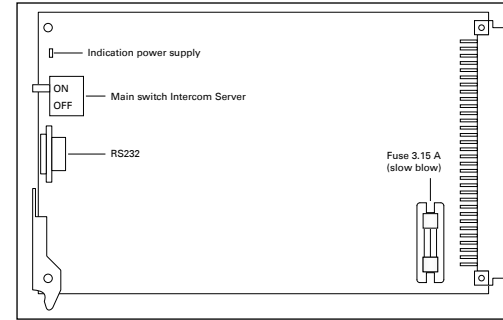 Indication power supply
ON
OFF
Main switch Intercom Server
RS232
Fuse 3.15 A
(slow blow)